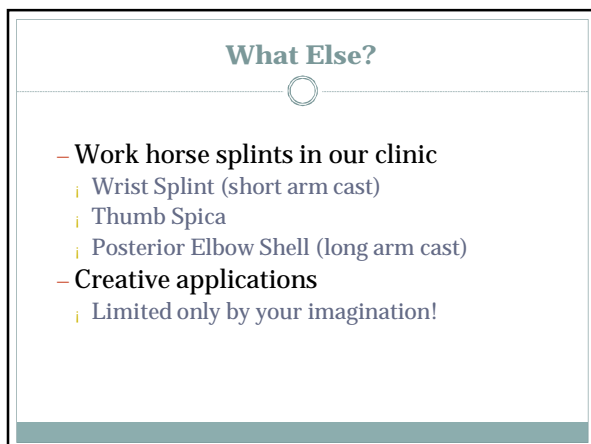 What Else?
– Work horse splints in our clinic
¡ Wrist Splint (short arm cast)
¡ Thumb Spica
¡ Posterior Elbow Shell (long arm cast)
– Creative applications
¡ Limited only by your imagination!